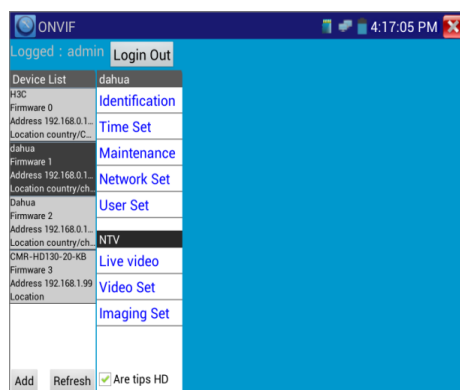 ONVIF
4:17:05 PM
Logged : admin
Login Out
Device List
H3C
Firmware 0
Address 192.168.0.1...
Location country/C...
dahua
Firmware 1
Address 192.168.0.1...
Location country/ch...
Dahua
Firmware 2
Address 192.168.0.1...
Location country/ch...
CMR-HD130-20-KB
Firmware 3
Address 192.168.1.99
Location
Add
Refresh
dahua
Identification
Time Set
Maintenance
Network Set
User Set
NTV
Live video
Video Set
Imaging Set
Are tips HD